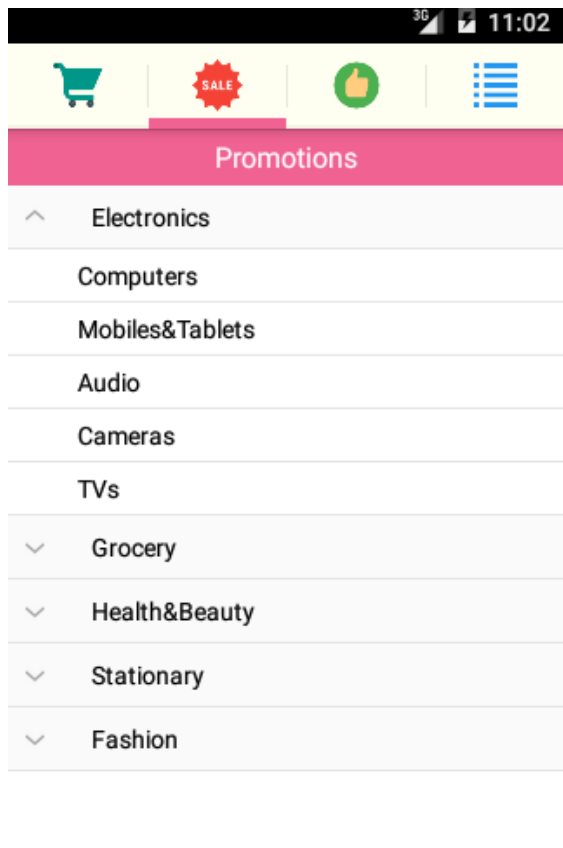 3G 11:02
SALE
Promotions
Electronics
Computers
Mobiles&Tablets
Audio
Cameras
TVs
Grocery
Health&Beauty
Stationary
Fashion